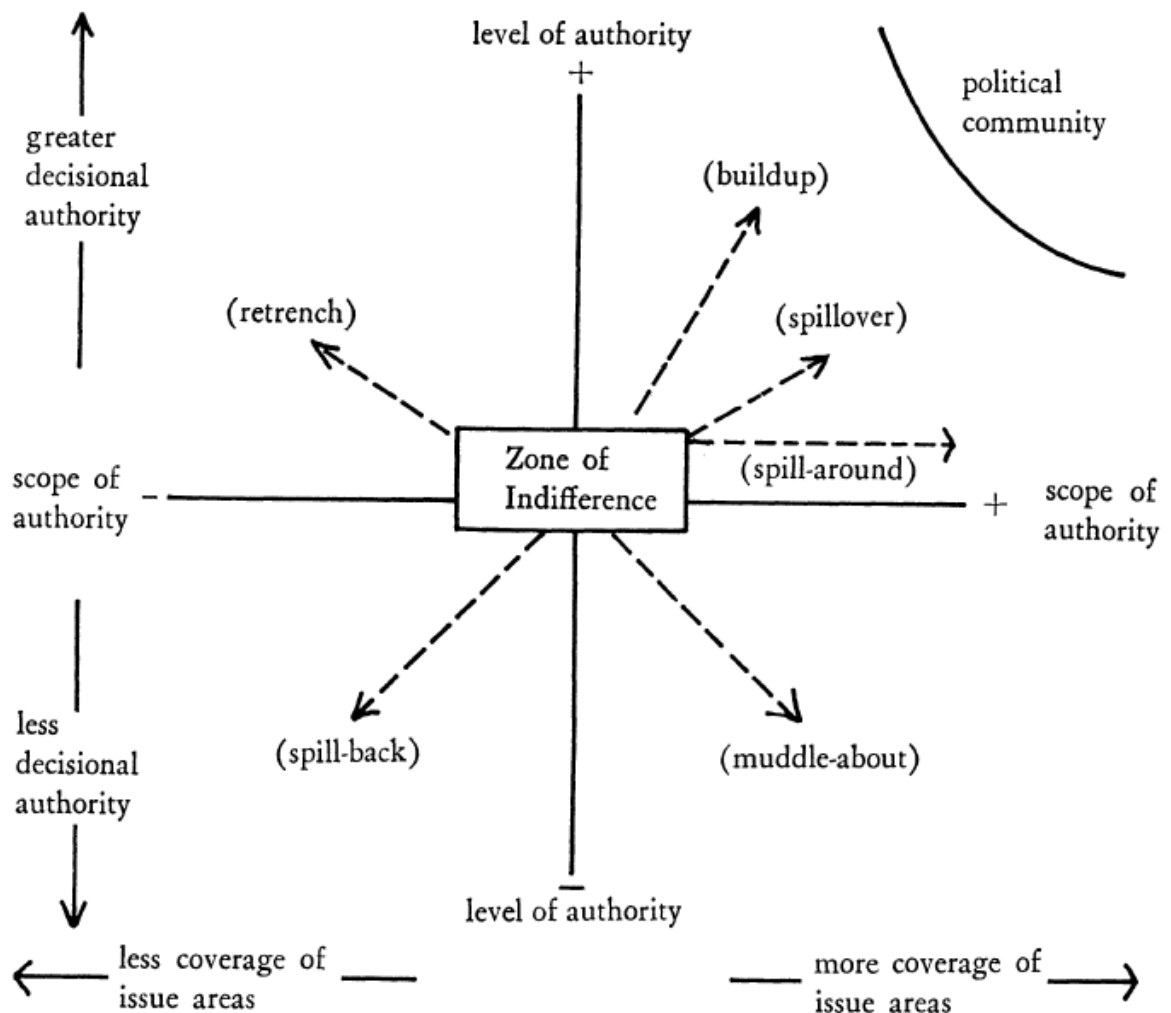 level of authority
+
political
community
greater
decisional
authority
(buildup)
(retrench)
(spillover)
Zone of
Indifference
(spill-around)
scope of
authority
-
+
scope of
authority
less
decisional
authority
(spill-back)
(muddle-about)
–
level of authority
less coverage of
issue areas
more coverage of
issue areas